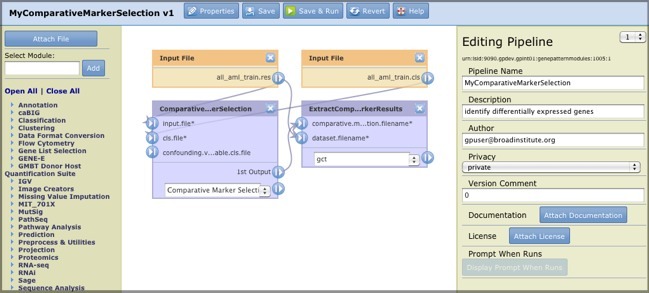 MyComparativeMarkerSelection v1
Properties
Save
Save & Run
Revert
Help
Attach File
Select Module:
Add
Open All | Close All
Annotation
caBIG
Classification
Clustering
Data Format Conversion
Flow Cytometry
Gene List Selection
GENE-E
GMBT Donor Host
Quantification Suite
IGV
Image Creators
Missing Value Imputation
MIT_701X
MutSig
PathSeq
Pathway Analysis
Prediction
Preprocess & Utilities
Projection
Proteomics
RNA-seq
RNAi
Sage
Sequence Analysis
Input File
all_aml_train.res
Input File
all_aml_train.cls
Comparative...erSelection
input.file*
cls.file*
confounding.v...able.cls.file
1st Output
Comparative Marker Selecti
ExtractComp...rkerResults
comparative.m...tion.filename*
dataset.filename*
gct
Editing Pipeline
1
urn:lsid:9090.gpdev.gpint01:genepatternmodules:1005:1
Pipeline Name
MyComparativeMarkerSelection
Description
identify differentially expressed genes
Author
gpuser@broadinstitute.org
Privacy
private
Version Comment
0
Documentation
Attach Documentation
License
Attach License
Prompt When Runs
Display Prompt When Runs